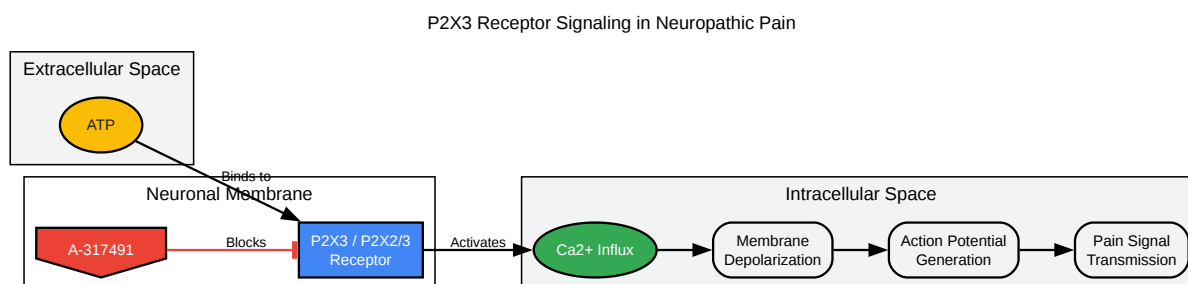 P2X3 Receptor Signaling in Neuropathic Pain
Extracellular Space
ATP
Binds to
Neuronal Membrane
A-317491
Blocks
P2X3 / P2X2/3
Receptor
Activates
Intracellular Space
Ca2+ Influx
Membrane
Depolarization
Action Potential
Generation
Pain Signal
Transmission